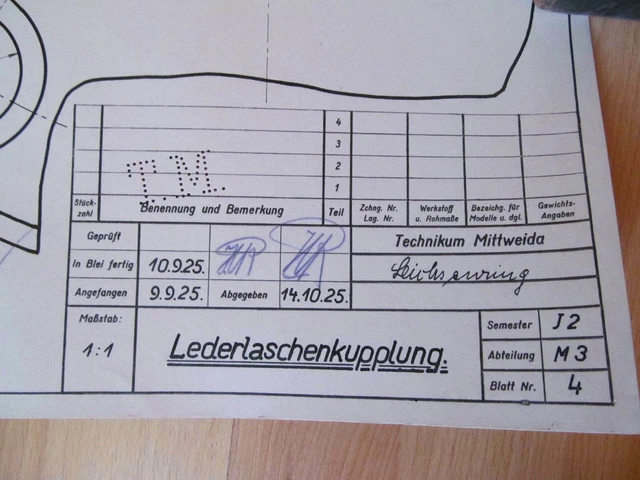 4
3
2
1
T. M.
Stück-
zahl
Benennung und Bemerkung
Teil
Zchng. Nr.
Lag. Nr.
Werkstoff
u. Rohmaße
Bezeichg. für
Modelle u. dgl.
Gewichts-
Angaben
Geprüft
In Blei fertig 10.9.25.
Angefangen 9.9.25. Abgegeben 14.10.25.
Technikum Mittweida
Maßstab:
1:1
Lederlaschenkupplung.
Semester J 2
Abteilung M 3
Blatt Nr. 4